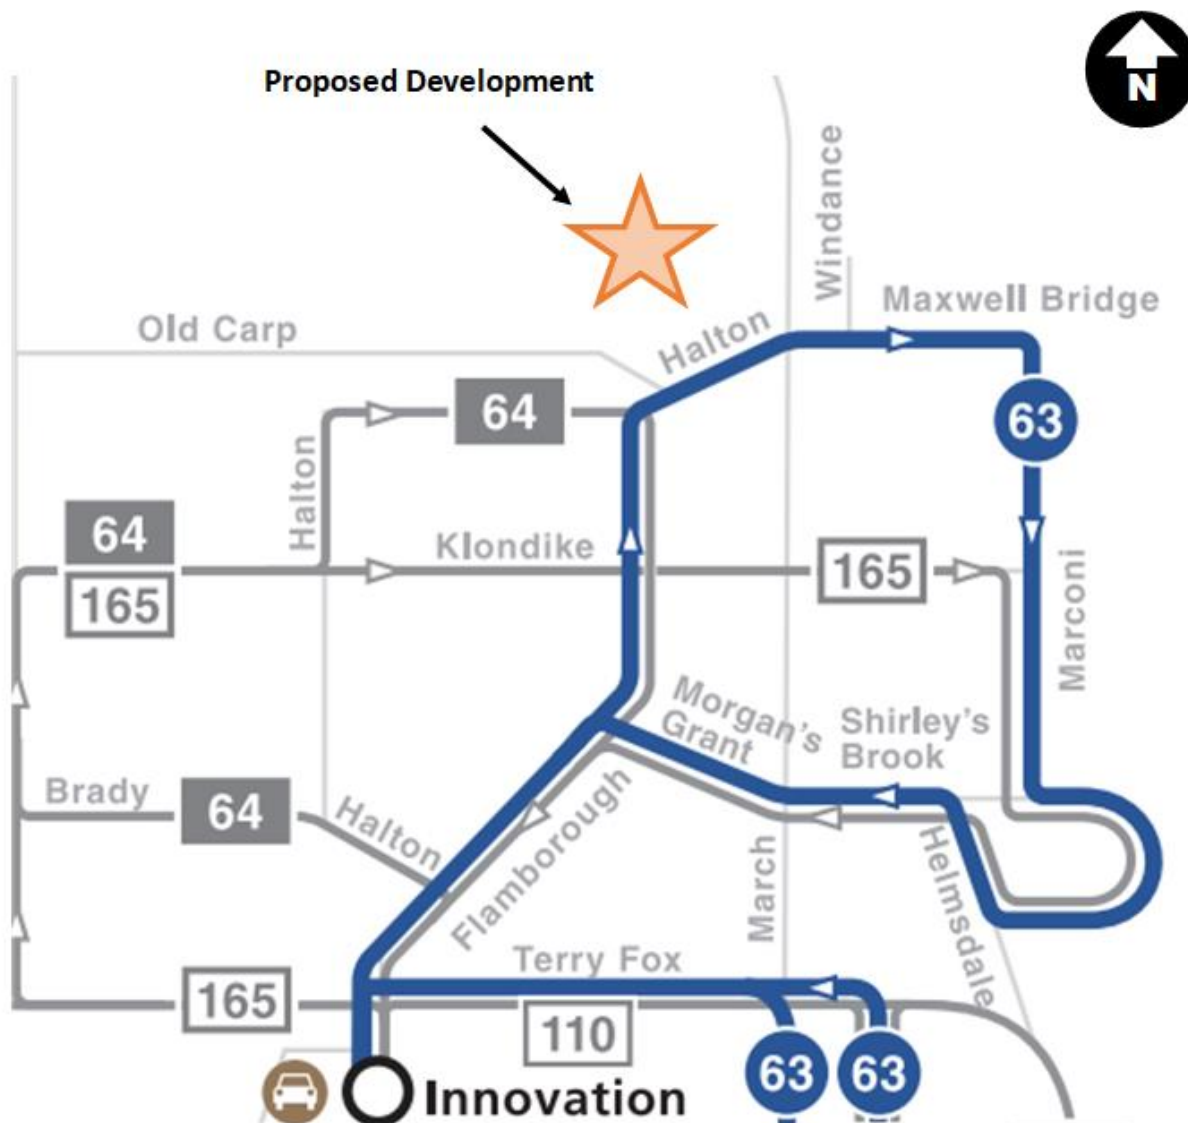 Proposed Development
N
Windance
Maxwell Bridge
Old Carp
Halton
64
63
Halton
64
Klondike
165
165
Marconi
Morgan's
Grant
Shirley's
Brook
Brady
64
Halton
Flamborough
March
Helmsdale
Terry Fox
165
110
63
63
Innovation